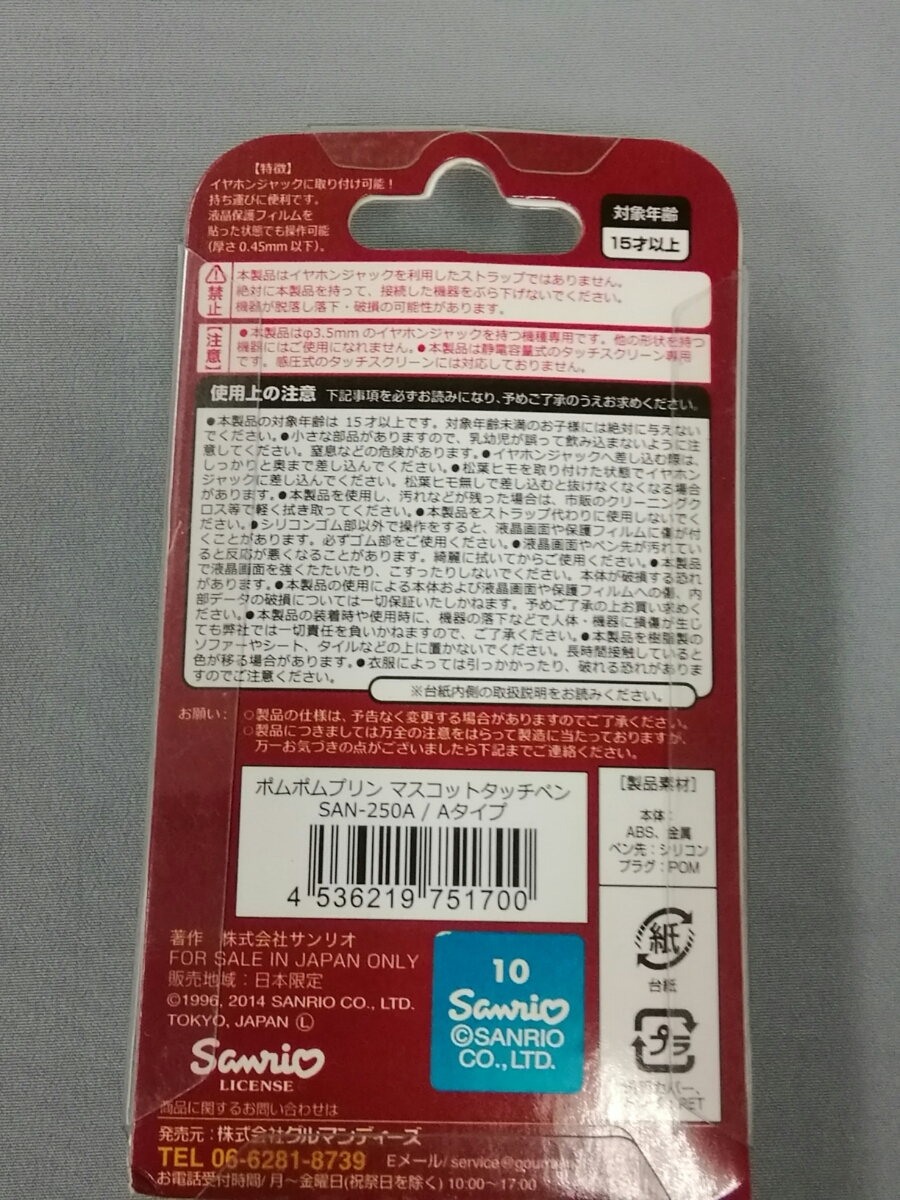 【特徴】
イヤホンジャックに取り付け可能!
持ち運びに便利です。
液晶保護フィルムを
貼った状態でも操作可能
(厚さ0.45mm以下)。
対象年齢
15才以上
禁止
本製品はイヤホンジャックを利用したストラップではありません。
絶対に本製品を持って、接続した機器をぶら下げないでください。
機器が脱落し落下・破損の可能性があります。
【注意】
●本製品はφ3.5mmのイヤホンジャックを持つ機種専用です。他の形状を持つ
機器にはご使用になれません。●本製品は静電容量式のタッチスクリーン専用
です。感圧式のタッチスクリーンには対応しておりません。
使用上の注意 下記事項を必ずお読みになり、予めご了承のうえお求めください。
●本製品の対象年齢は15才以上です。対象年齢未満のお子様には絶対に与えない
でください。●小さな部品がありますので、乳幼児が誤って飲み込まないように注
意してください。窒息などの危険があります。●イヤホンジャックへ差し込む際は、
しっかりと奥まで差し込んでください。●松葉ヒモを取り付けた状態でイヤホン
ジャックに差し込んでください。松葉ヒモ無しで差し込むと抜けなくなくなる場合
があります。●本製品を使用し、汚れなどが残った場合は、市販のクリーニングク
ロス等で軽く拭き取ってください。●本製品をストラップ代わりに使用しないでく
ださい。●シリコンゴム部以外で操作をすると、液晶画面や保護フィルムに傷が付
くことがあります。必ずゴム部をご使用ください。●液晶画面やペン先が汚れてい
ると反応が悪くなることがあります。綺麗に拭いてからご使用ください。●本製品
で液晶画面を強くたたいたり、こすったりしないでください。本体が破損する恐れ
があります。●本製品の使用による本体および液晶画面や保護フィルムへの傷、内
部データの破損については一切保証いたしかねます。予めご了承の上お買い求めく
ださい。●本製品の装着時や使用時に、機器の落下などで人体・機器に損傷が生じ
ても弊社では一切責任を負いかねますので、ご了承ください。●本製品を樹脂製の
ソファーやシート、タイルなどの上に置かないでください。長時間接触していると
色が移る場合があります。●衣服によっては引っかかったり、破れる恐れがありま
すのでご注意ください。
※台紙内側の取扱説明をお読みください。
お願い:○製品の仕様は、予告なく変更する場合がありますのでご了承ください。
○製品につきましては万全の注意をはらって製造に当たっておりますが、
万一お気づきの点がございましたら下記までご連絡ください。
ポムポムプリン マスコットタッチペン
SAN-250A / Aタイプ
4 536219 751700
[製品素材]
本体:
ABS、金属
ペン先:シリコン
プラグ:POM
紙
台紙
プラ
PET
著作 株式会社サンリオ
FOR SALE IN JAPAN ONLY
販売地域:日本限定
©1996, 2014 SANRIO CO., LTD.
TOKYO, JAPAN Ⓛ
10
Sanrio
©SANRIO
CO., LTD.
Sanrio
LICENSE
商品に関するお問い合わせは
発売元:株式会社グルマンディーズ
TEL 06-6281-8739 Eメール/ service@gourman
お電話受付時間/月〜金曜日(祝祭日を除く) 10:00〜17:00